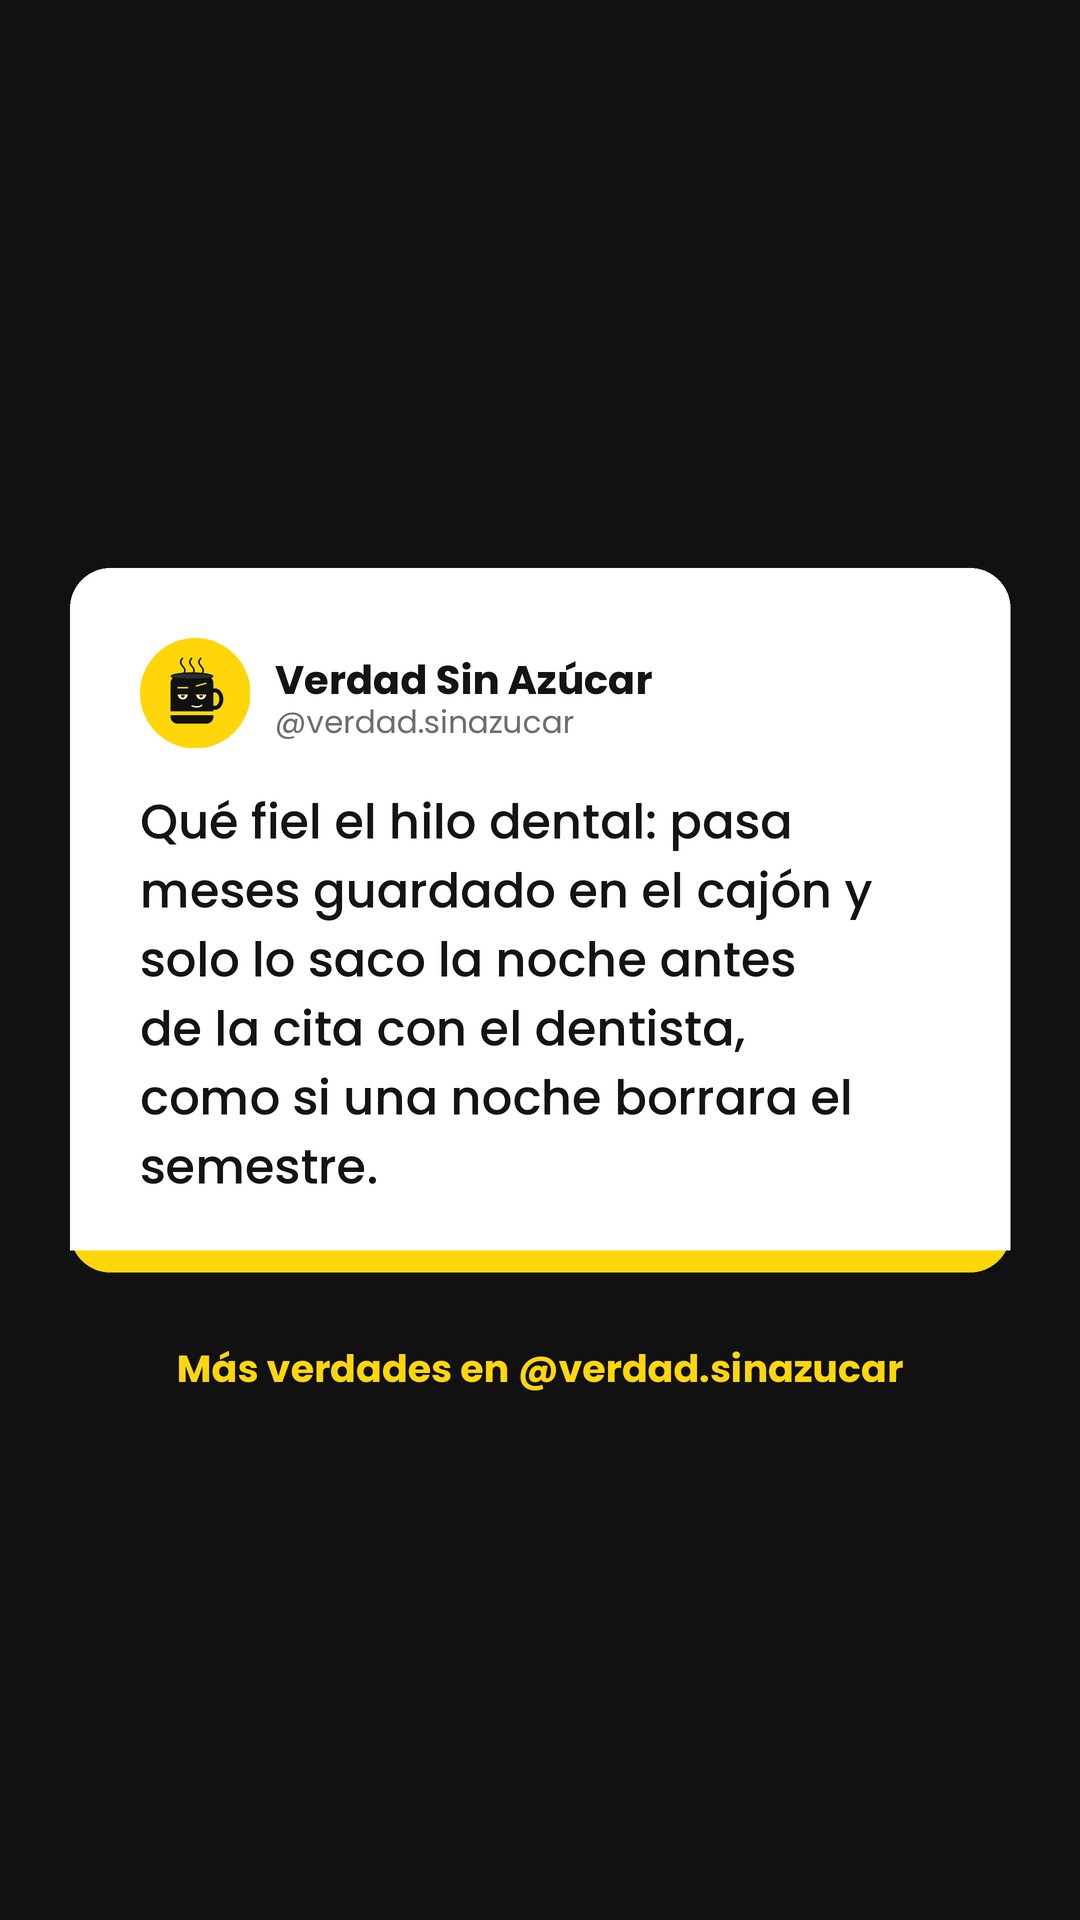 Verdad Sin Azúcar
@verdad.sinazucar
Qué fiel el hilo dental: pasa
meses guardado en el cajón y
solo lo saco la noche antes
de la cita con el dentista,
como si una noche borrara el
semestre.
Más verdades en @verdad.sinazucar